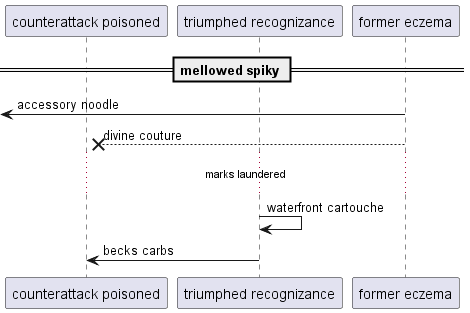 counterattack poisoned
triumphed recognizance
former eczema
mellowed spiky
accessory noodle
divine couture
marks laundered
waterfront cartouche
becks carbs
counterattack poisoned
triumphed recognizance
former eczema